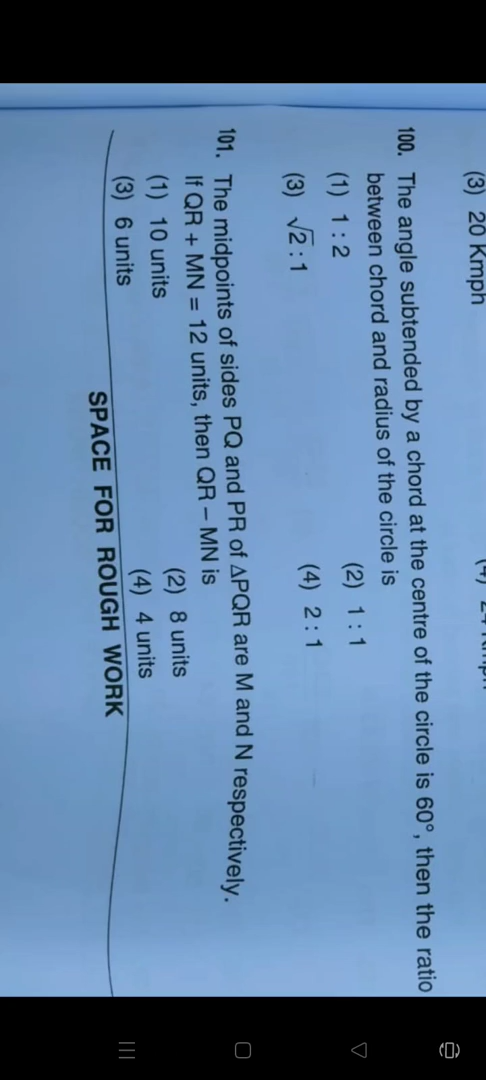 (3) 20 Kmph
100. The angle subtended by a chord at the centre of the circle is 60°, then the ratio
between chord and radius of the circle is
(1) 1 : 2 (2) 1 : 1
(3) √2 : 1 (4) 2 : 1
101. The midpoints of sides PQ and PR of ΔPQR are M and N respectively.
If QR + MN = 12 units, then QR – MN is
(1) 10 units (2) 8 units
(3) 6 units (4) 4 units
SPACE FOR ROUGH WORK